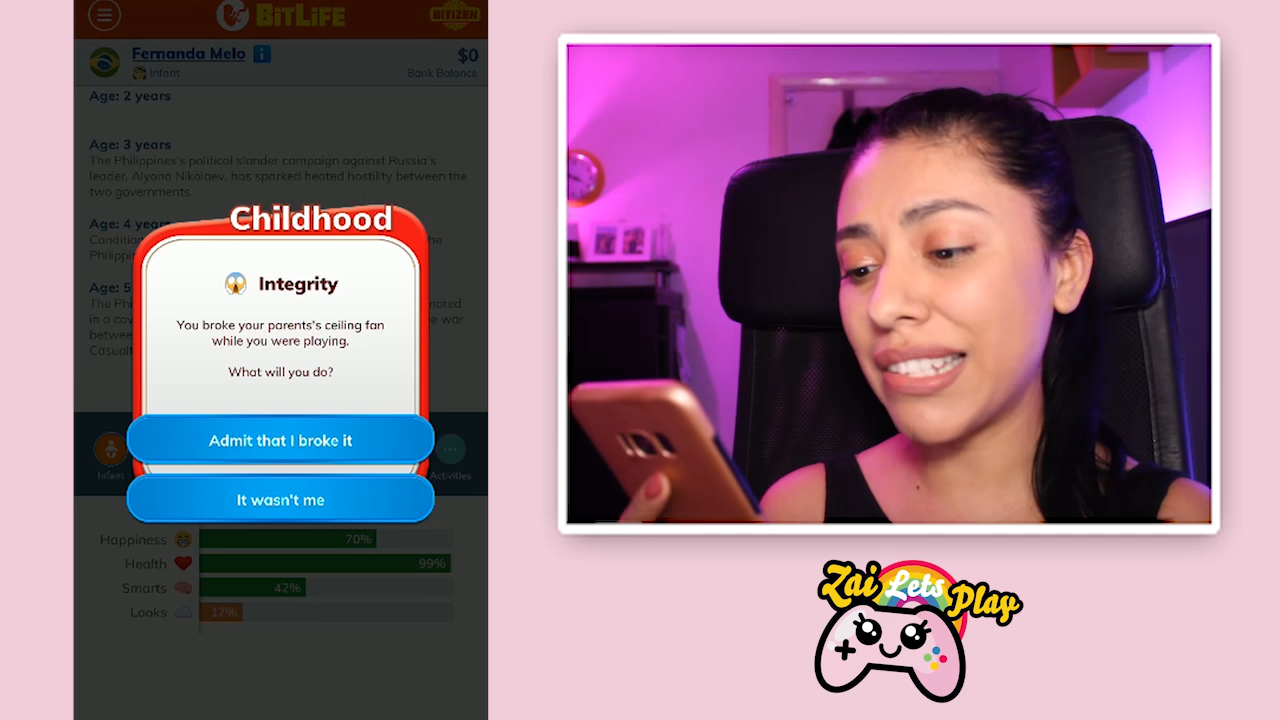 BitLife
BITIZEN
Fernanda Melo
$0
Infant
Bank Balance
Age: 2 years
Age: 3 years
The Philippines's political slander campaign against Russia's
leader, Alyona Nikolaev, has sparked heated hostility between the
two governments.
Age: 4 years
Childhood
Integrity
You broke your parents's ceiling fan
while you were playing.
What will you do?
Admit that I broke it
It wasn't me
Infant
Activities
Happiness 70%
Health 99%
Smarts 42%
Looks 17%
Zai Lets Play